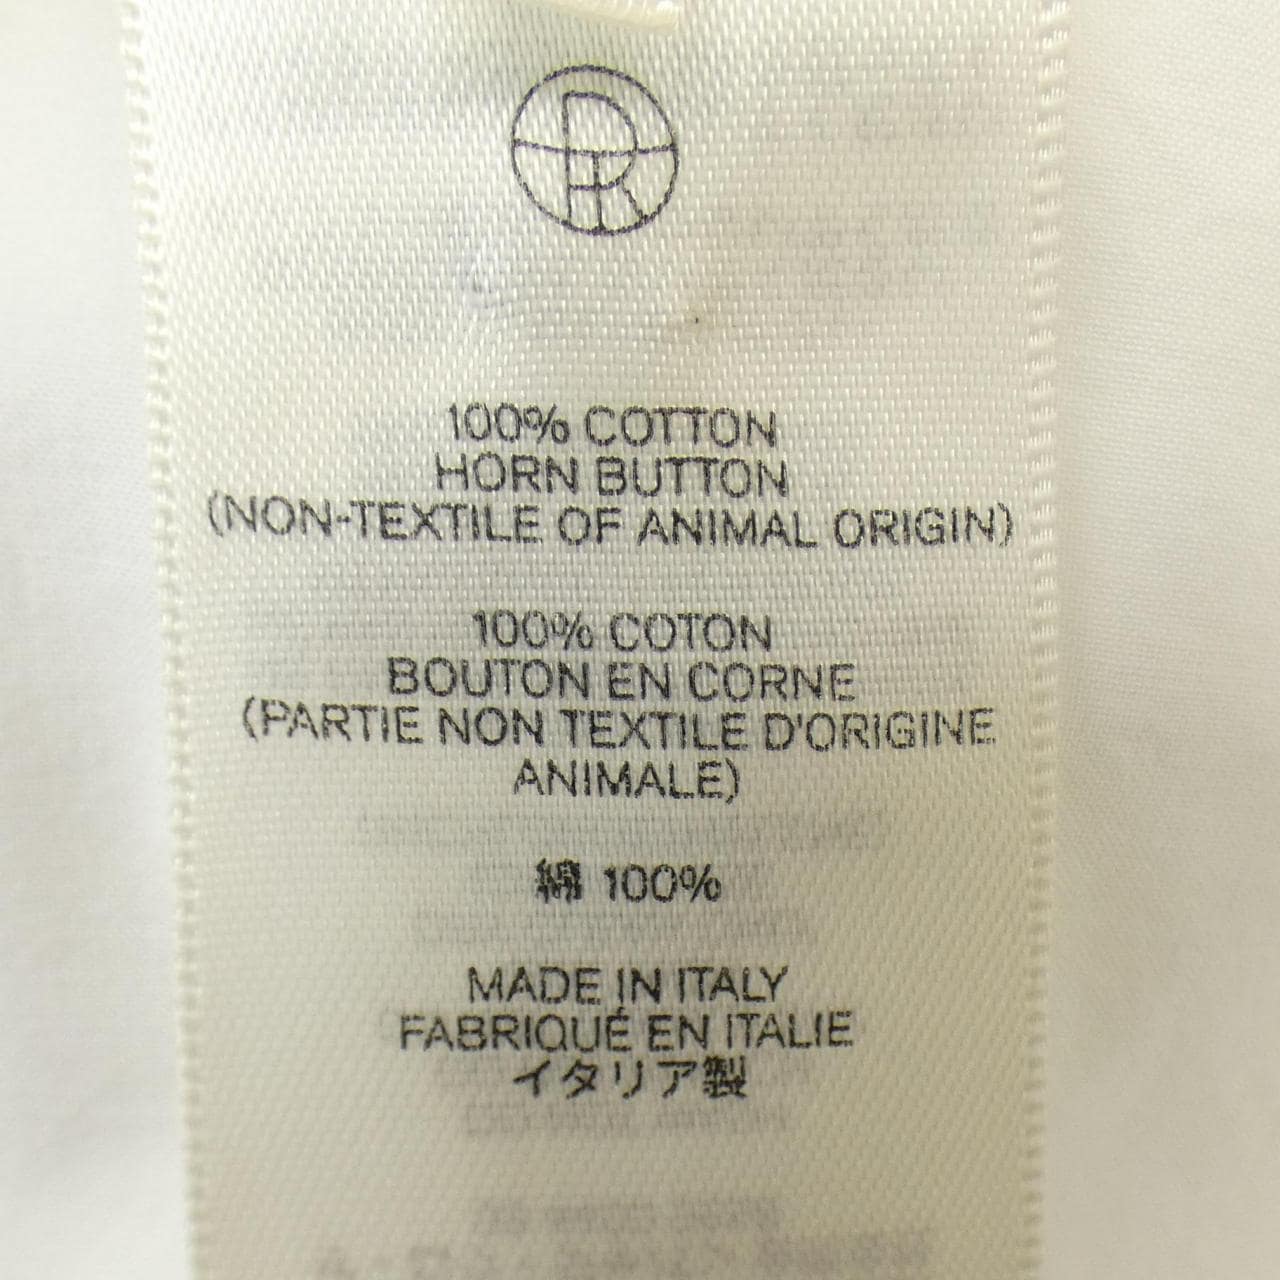 100% COTTON
HORN BUTTON
(NON-TEXTILE OF ANIMAL ORIGIN)
100% COTON
BOUTON EN CORNE
(PARTIE NON TEXTILE D'ORIGINE
ANIMALE)
綿 100%
MADE IN ITALY
FABRIQUÉ EN ITALIE
イタリア製